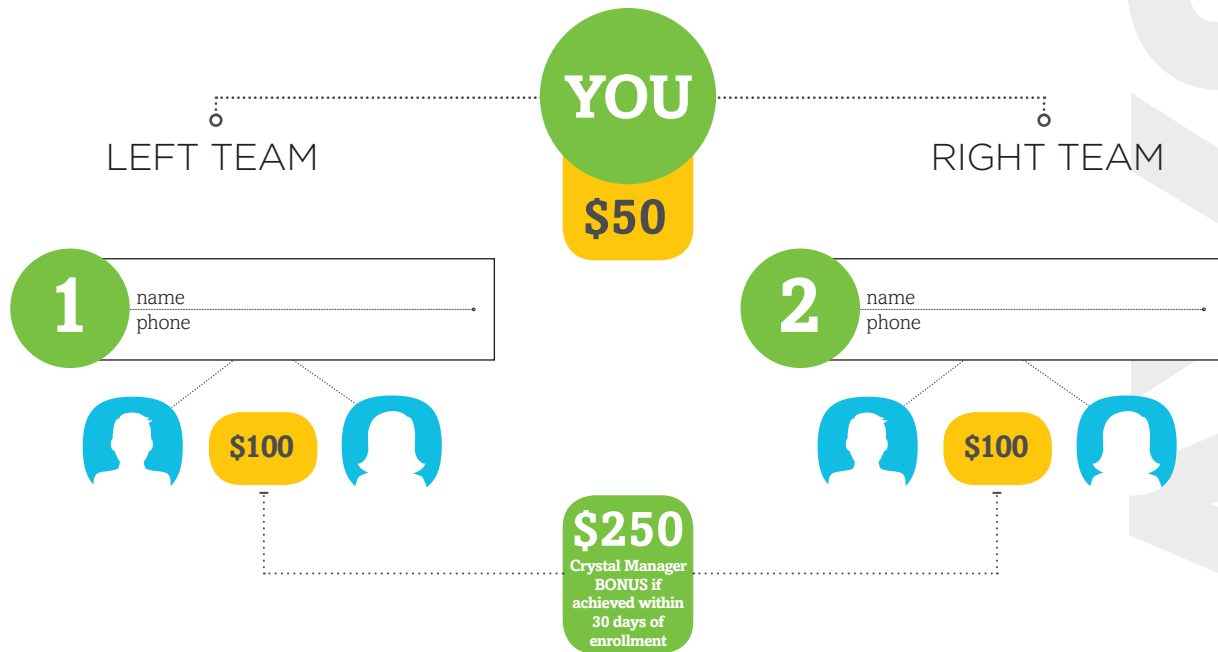 YOU
LEFT TEAM
RIGHT TEAM
$50
1
name
phone
2
name
phone
$100
$100
$250
Crystal Manager
BONUS if
achieved within
30 days of
enrollment